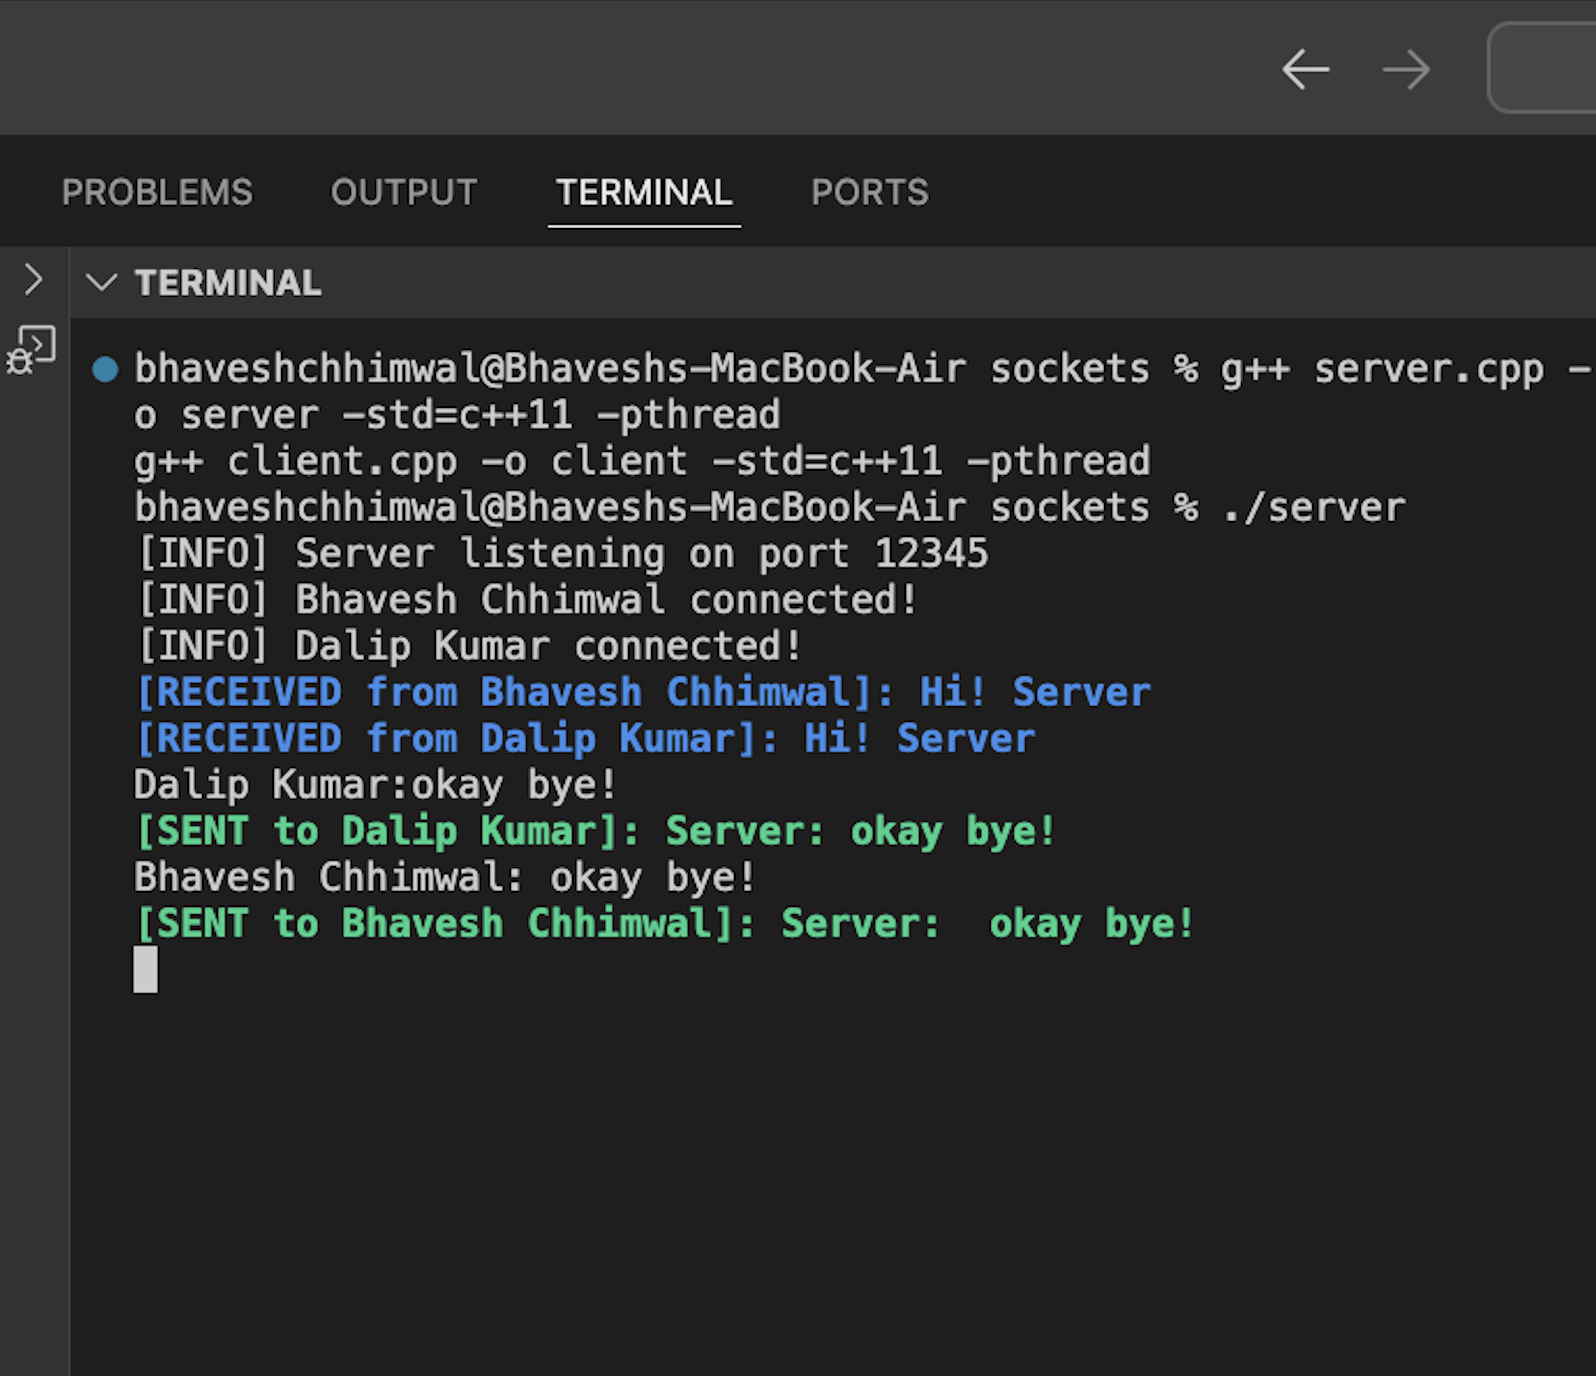 PROBLEMS OUTPUT TERMINAL PORTS
TERMINAL
bhaveshchhimwal@Bhaveshs-MacBook-Air sockets % g++ server.cpp -
o server -std=c++11 -pthread
g++ client.cpp -o client -std=c++11 -pthread
bhaveshchhimwal@Bhaveshs-MacBook-Air sockets % ./server
[INFO] Server listening on port 12345
[INFO] Bhavesh Chhimwal connected!
[INFO] Dalip Kumar connected!
[RECEIVED from Bhavesh Chhimwal]: Hi! Server
[RECEIVED from Dalip Kumar]: Hi! Server
Dalip Kumar:okay bye!
[SENT to Dalip Kumar]: Server: okay bye!
Bhavesh Chhimwal: okay bye!
[SENT to Bhavesh Chhimwal]: Server:  okay bye!